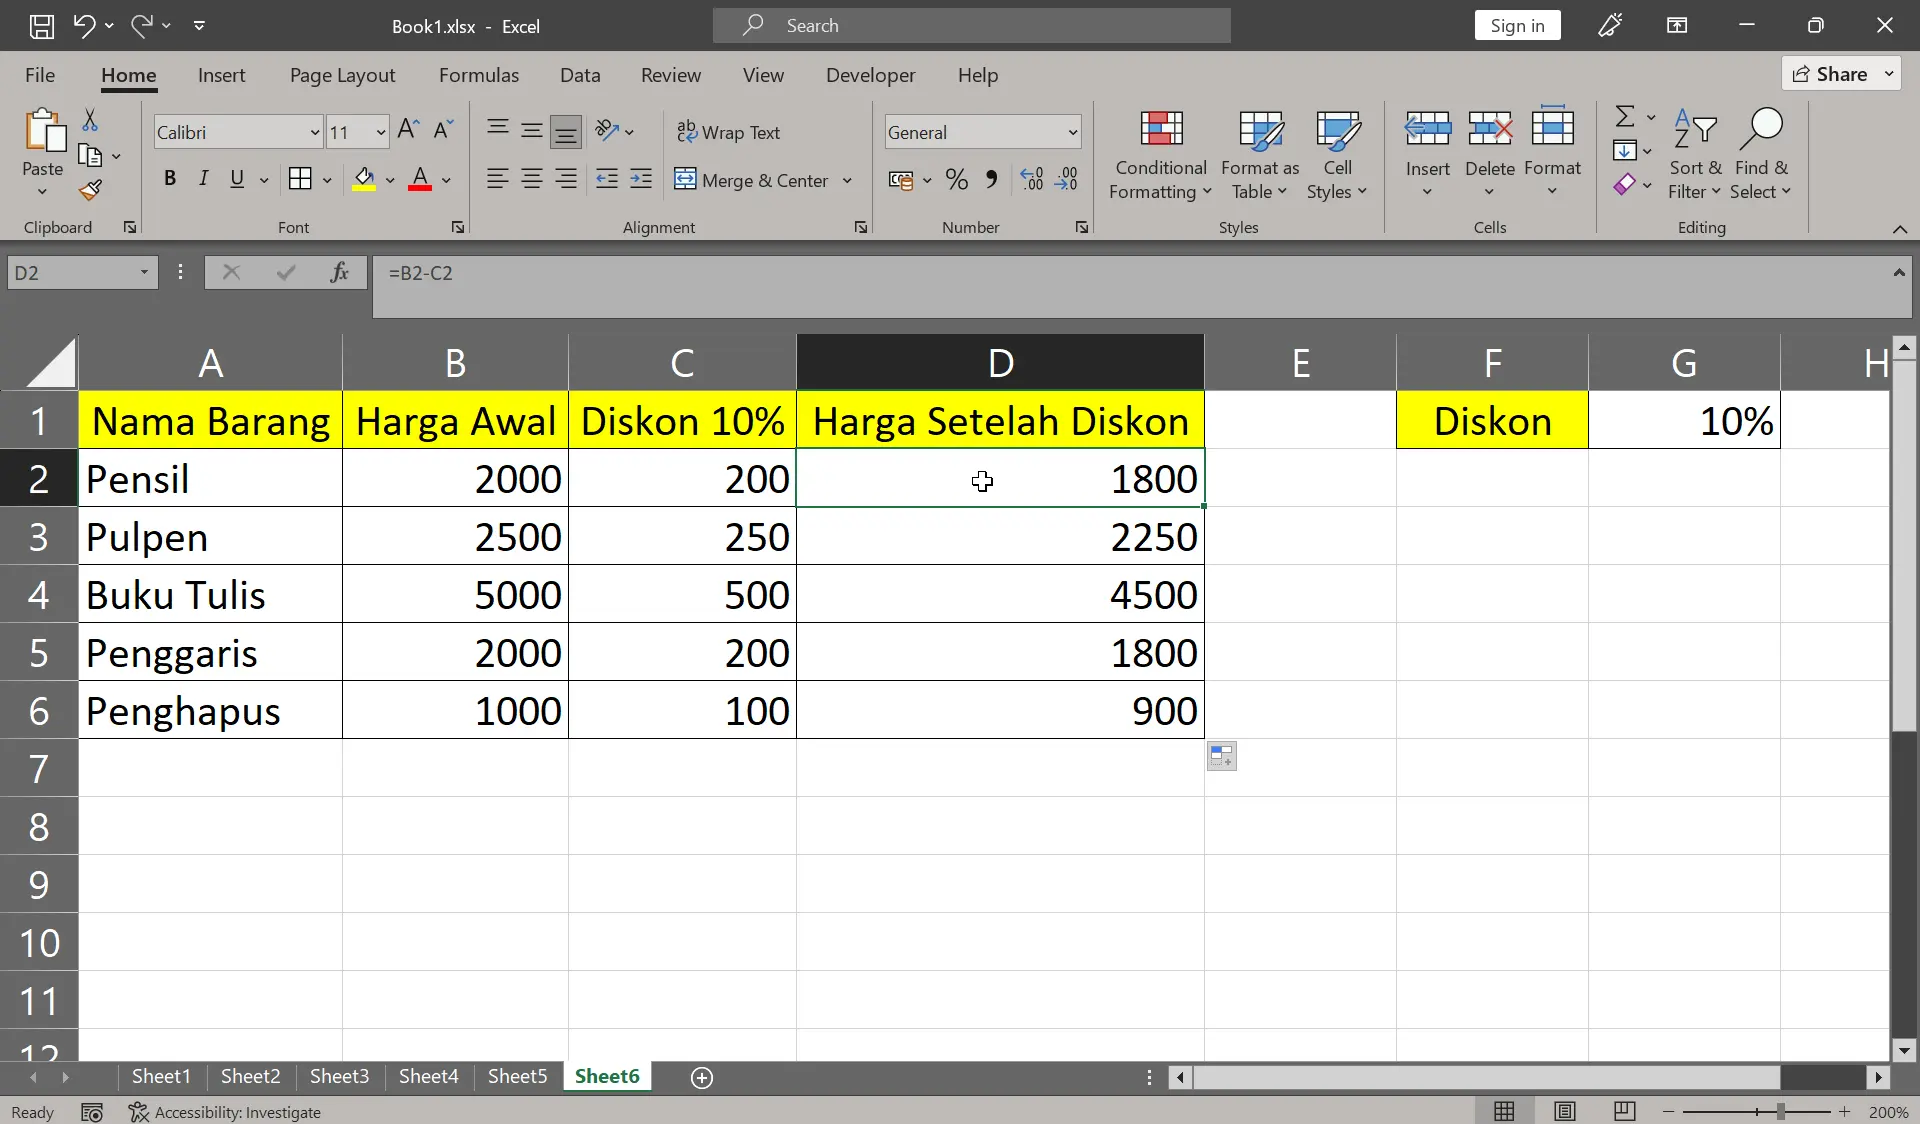 Book1.xlsx - Excel
Search
Sign in
File Home Insert Page Layout Formulas Data Review View Developer Help
Share
Paste
Clipboard
Calibri 11
B I U
A
Font
Wrap Text
Merge & Center
Alignment
General
Number
Conditional Formatting
Format as Table
Cell Styles
Styles
Insert
Delete
Format
Cells
Sort & Filter
Find & Select
Editing
D2
fx
=B2-C2
A B C D E F G H
1 Nama Barang Harga Awal Diskon 10% Harga Setelah Diskon Diskon 10%
2 Pensil 2000 200 1800
3 Pulpen 2500 250 2250
4 Buku Tulis 5000 500 4500
5 Penggaris 2000 200 1800
6 Penghapus 1000 100 900
7
8
9
10
11
12
Sheet1 Sheet2 Sheet3 Sheet4 Sheet5 Sheet6
Ready
Accessibility: Investigate
200%